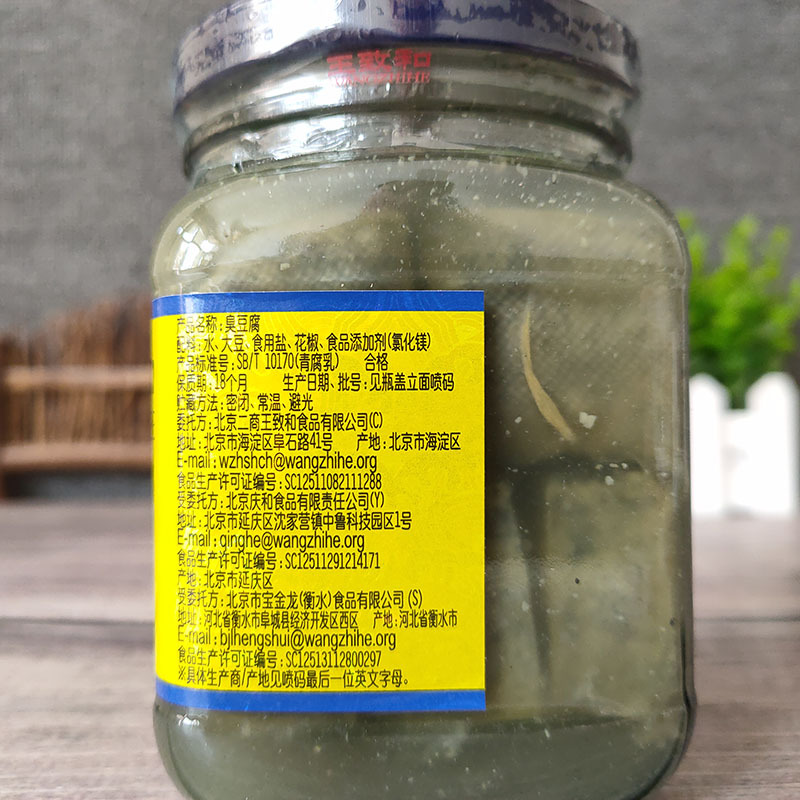 王致和
WANGZHIHE
产品名称:臭豆腐
配料:水、大豆、食用盐、花椒、食品添加剂(氯化镁)
产品标准号:SB/T 10170(青腐乳) 合格
保质期:18个月 生产日期、批号:见瓶盖立面喷码
贮藏方法:密闭、常温、避光
委托方:北京二商王致和食品有限公司(C)
地址:北京市海淀区阜石路41号 产地:北京市海淀区
E-mail:wzhshch@wangzhihe.org
食品生产许可证编号:SC12511082111288
受委托方:北京庆和食品有限责任公司(Y)
地址:北京市延庆区沈家营镇中鲁科技园区1号
E-mail:qinghe@wangzhihe.org
食品生产许可证编号:SC12511291214171
产地:北京市延庆区
受委托方:北京市宝金龙(衡水)食品有限公司(S)
地址:河北省衡水市阜城县经济开发区西区 产地:河北省衡水市
E-mail:bjlhengshui@wangzhihe.org
食品生产许可证编号:SC12513112800297
※具体生产商/产地见喷码最后一位英文字母。